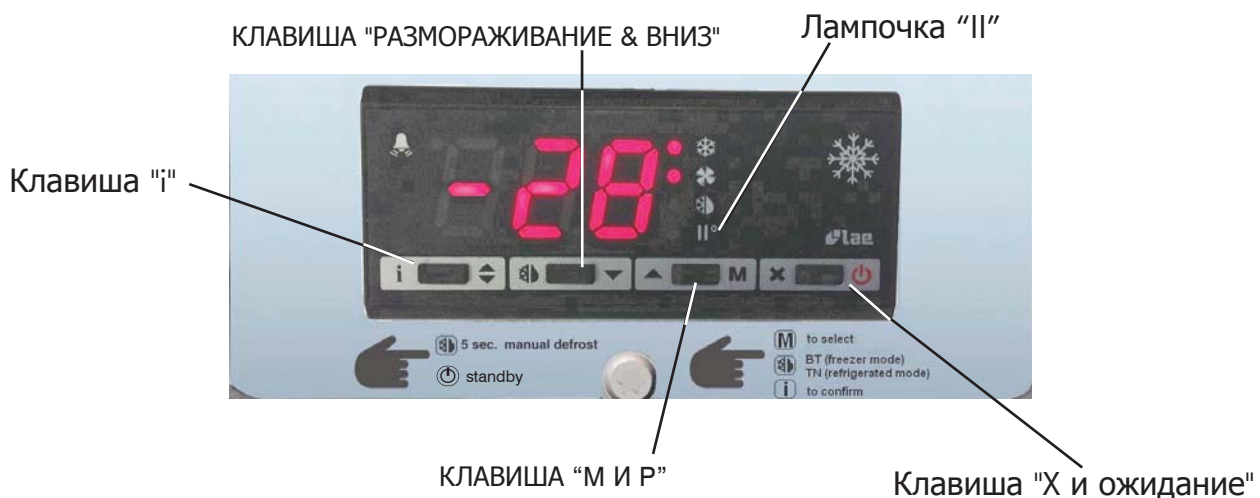 КЛАВИША "РАЗМОРАЖИВАНИЕ & ВНИЗ"
Лампочка “II”
Клавиша "i"
-28:
II°
lae
i
M
5 sec. manual defrost
standby
M to select
BT (freezer mode)
TN (refrigerated mode)
i to confirm
КЛАВИША “М И Р”
Клавиша "X и ожидание"